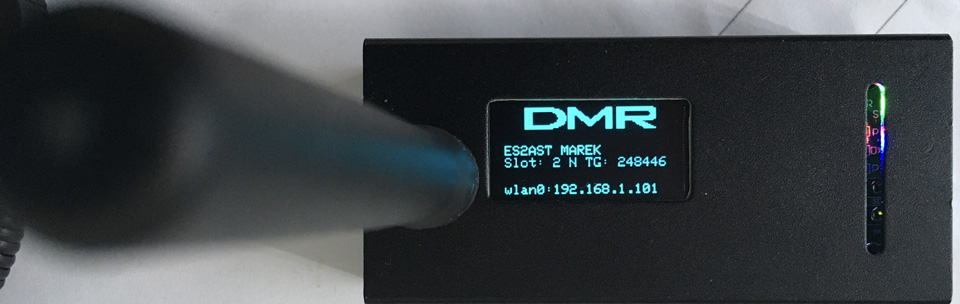 DMR
ES2AST MAREK
Slot: 2 N TG: 248446
wlan0:192.168.1.101